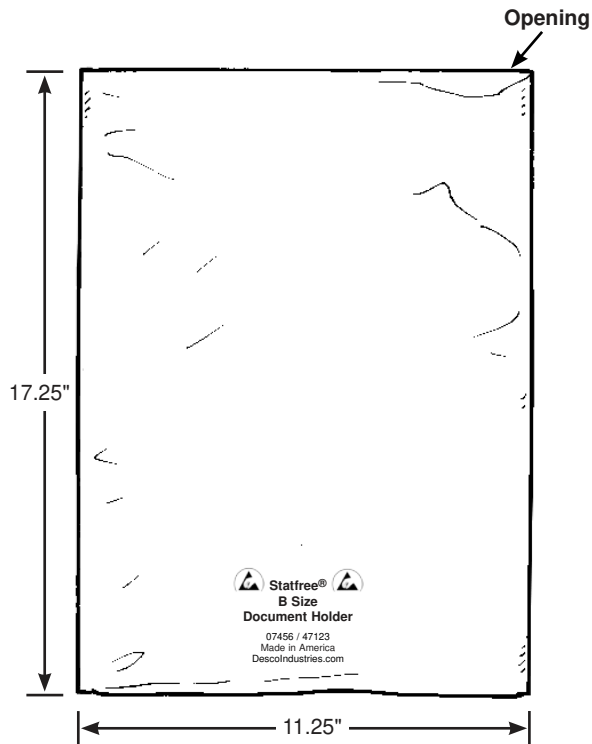 Opening
17.25"
Statfree®
B Size
Document Holder
07456 / 47123
Made in America
DescoIndustries.com
11.25"